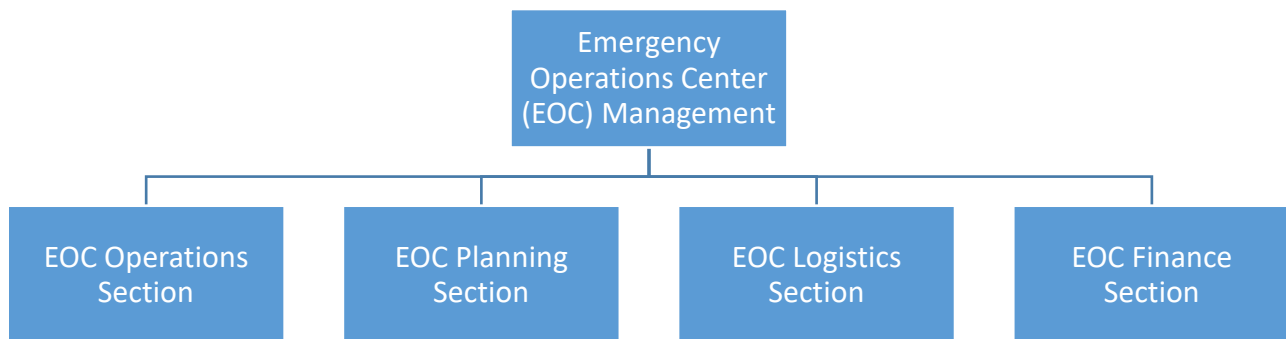 Emergency
Operations Center
(EOC) Management
EOC Operations
Section
EOC Planning
Section
EOC Logistics
Section
EOC Finance
Section